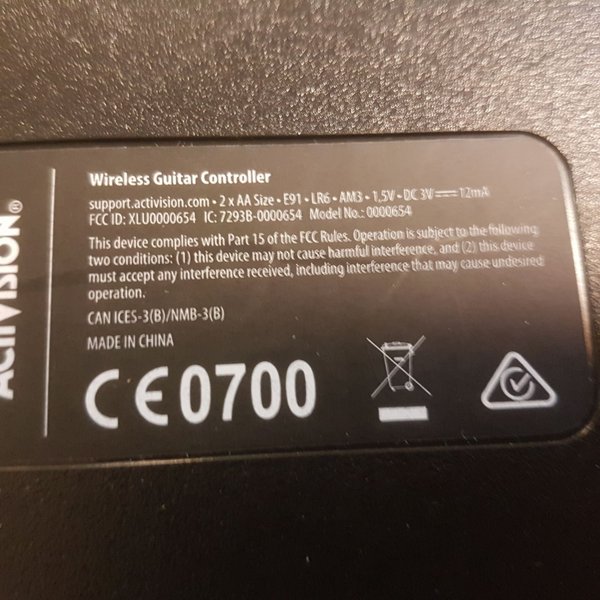 ACTIVISION®
Wireless Guitar Controller
support.activision.com • 2 x AA Size • E91 • LR6 • AM3 • 1,5V • DC 3V⎓12mA
FCC ID: XLU0000654 IC: 7293B-0000654 Model No.: 0000654
This device complies with Part 15 of the FCC Rules. Operation is subject to the following
two conditions: (1) this device may not cause harmful interference, and (2) this device
must accept any interference received, including interference that may cause undesired
operation.
CAN ICES-3(B)/NMB-3(B)
MADE IN CHINA
CE0700